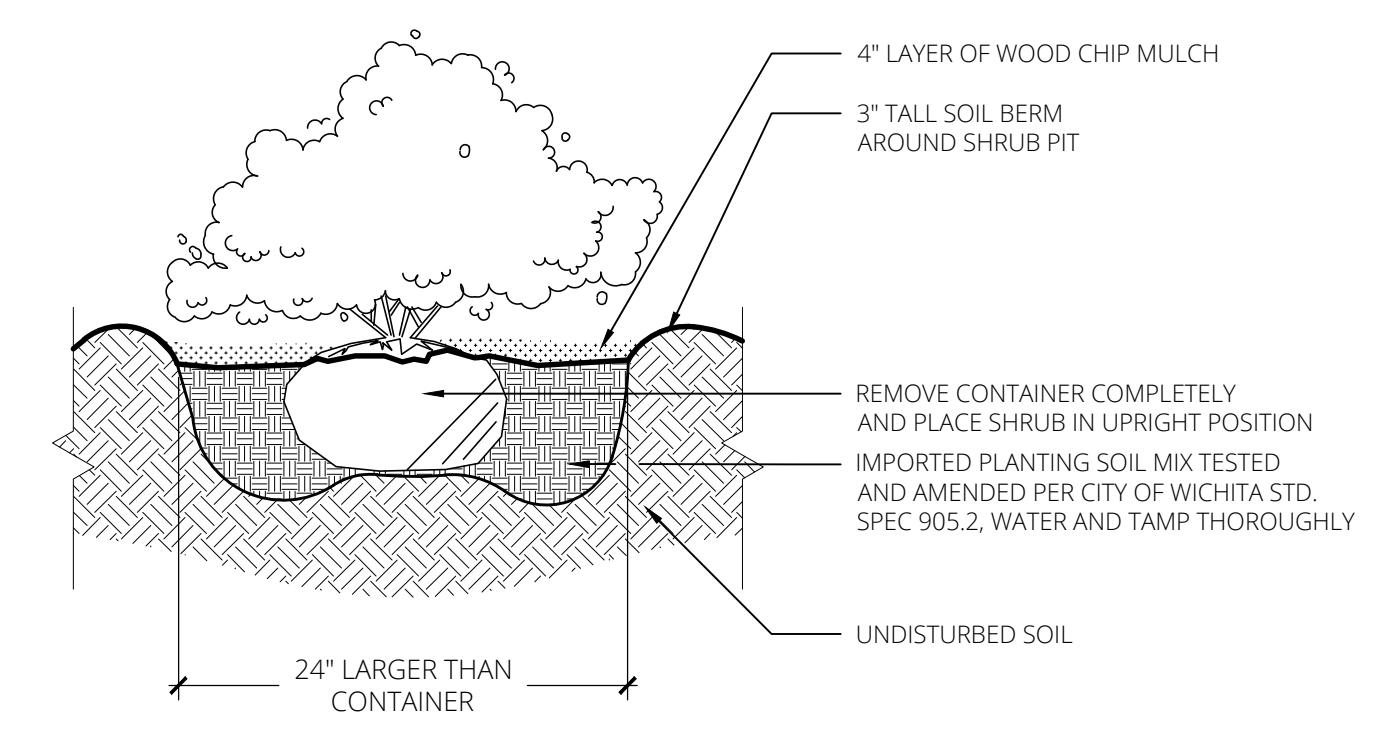 4" LAYER OF WOOD CHIP MULCH
3" TALL SOIL BERM
AROUND SHRUB PIT
REMOVE CONTAINER COMPLETELY
AND PLACE SHRUB IN UPRIGHT POSITION
IMPORTED PLANTING SOIL MIX TESTED
AND AMENDED PER CITY OF WICHITA STD.
SPEC 905.2, WATER AND TAMP THOROUGHLY
UNDISTURBED SOIL
24" LARGER THAN
CONTAINER